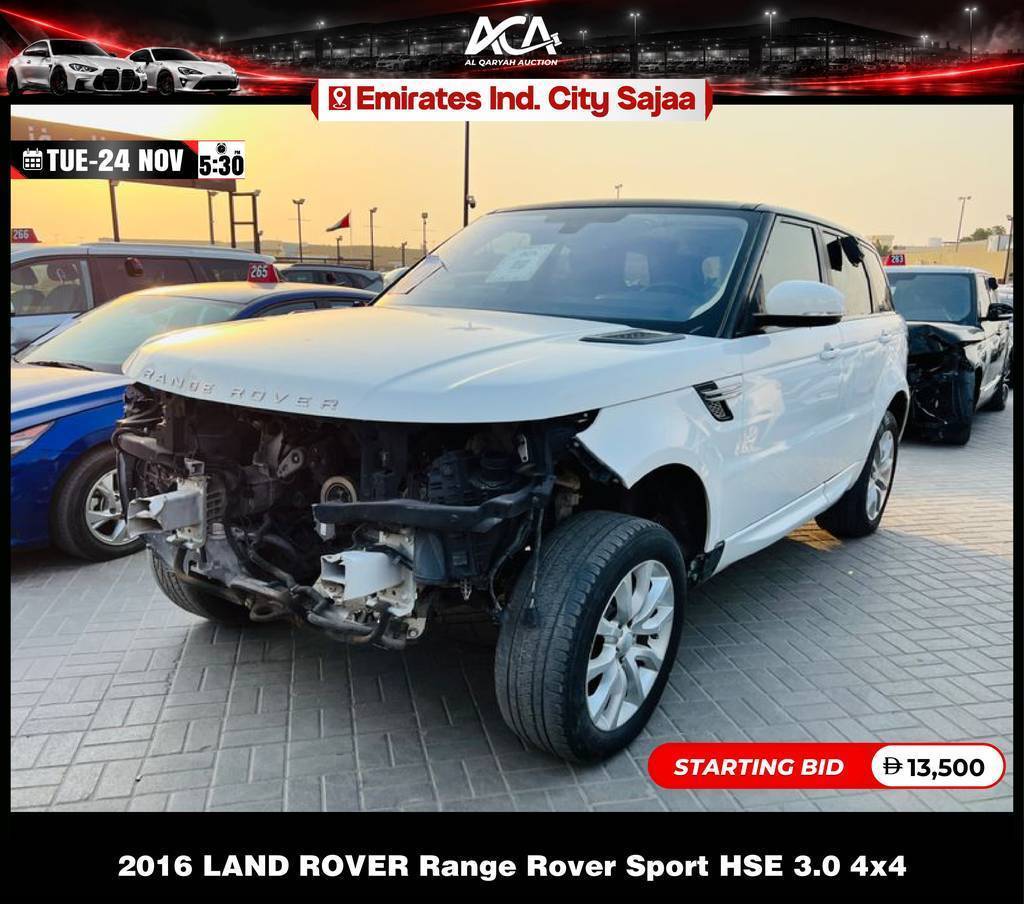 ACA
AL QARYAH AUCTION
Emirates Ind. City Sajaa
TUE-24 NOV
5:30
PM
266
265
263
RANGE ROVER
STARTING BID
13,500
2016 LAND ROVER Range Rover Sport HSE 3.0 4x4